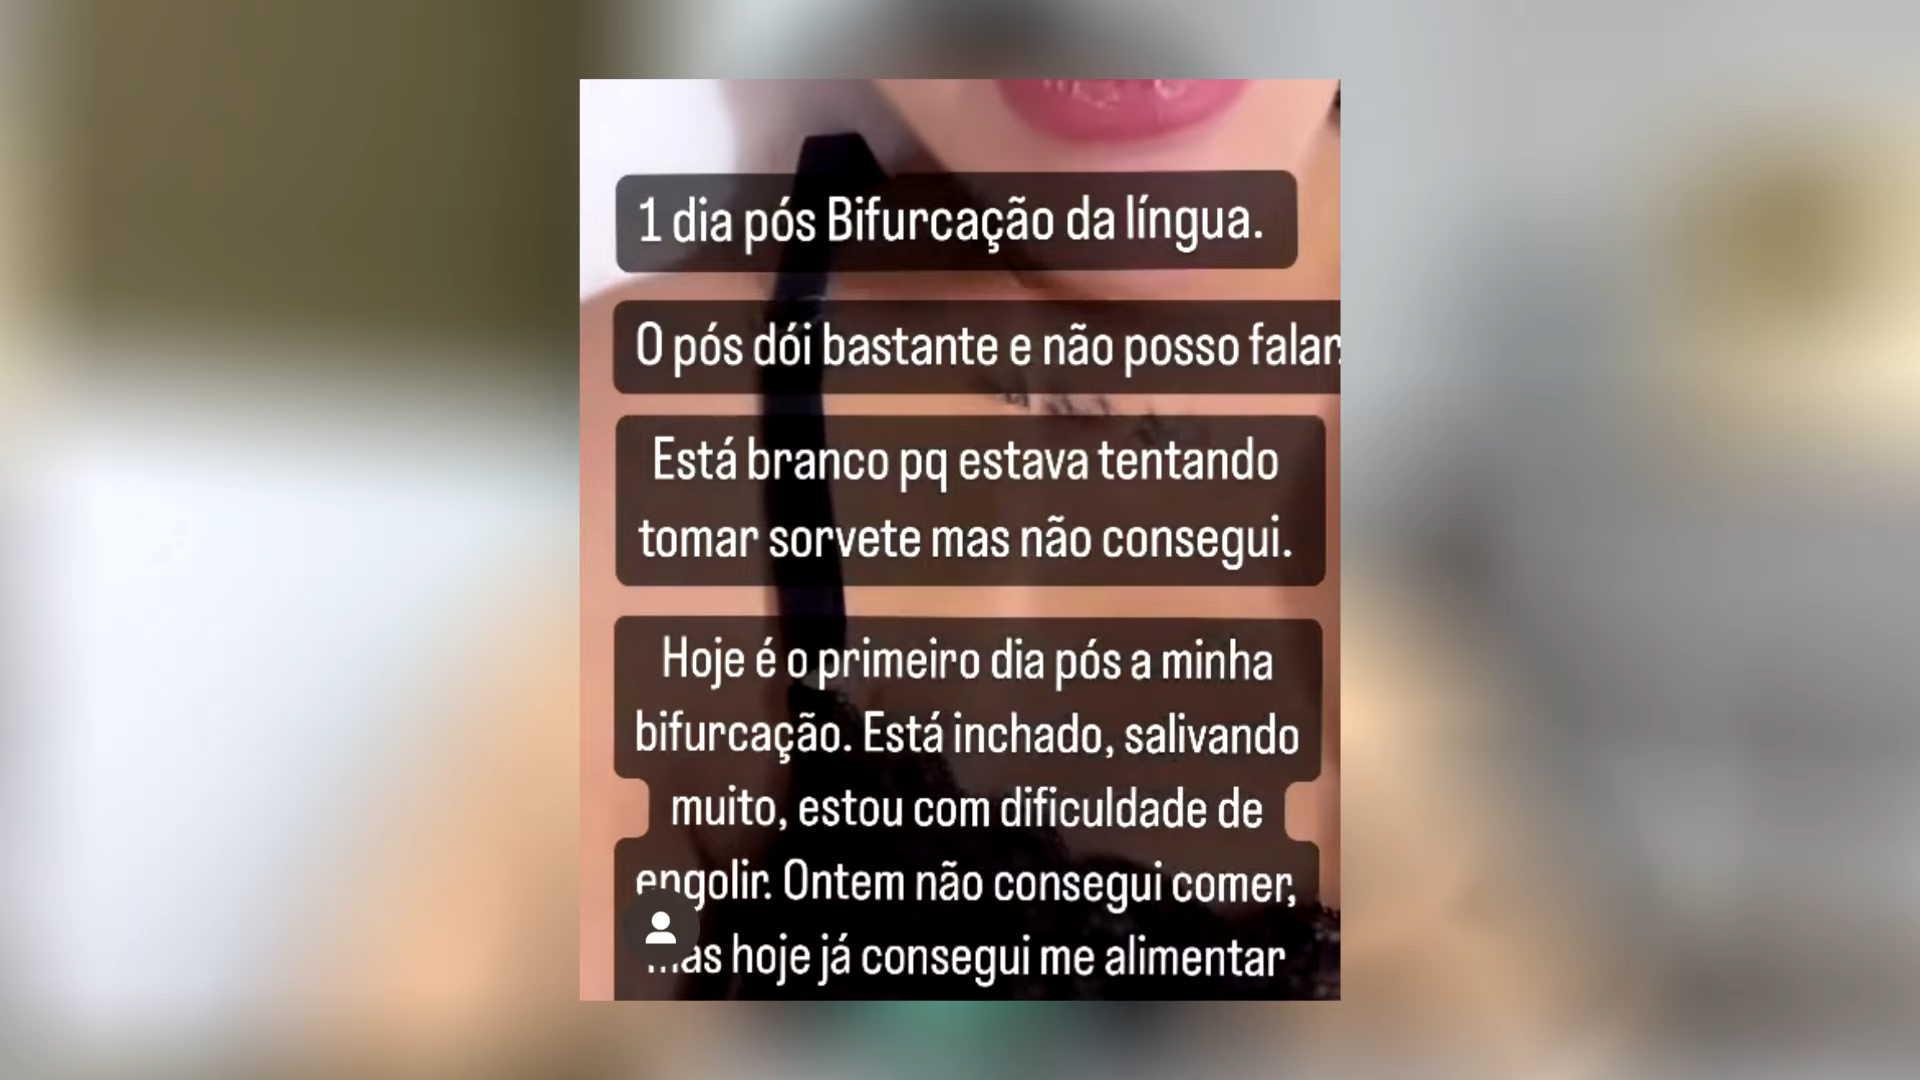 1 dia pós Bifurcação da língua.
O pós dói bastante e não posso falar.
Está branco pq estava tentando
tomar sorvete mas não consegui.
Hoje é o primeiro dia pós a minha
bifurcação. Está inchado, salivando
muito, estou com dificuldade de
engolir. Ontem não consegui comer,
mas hoje já consegui me alimentar